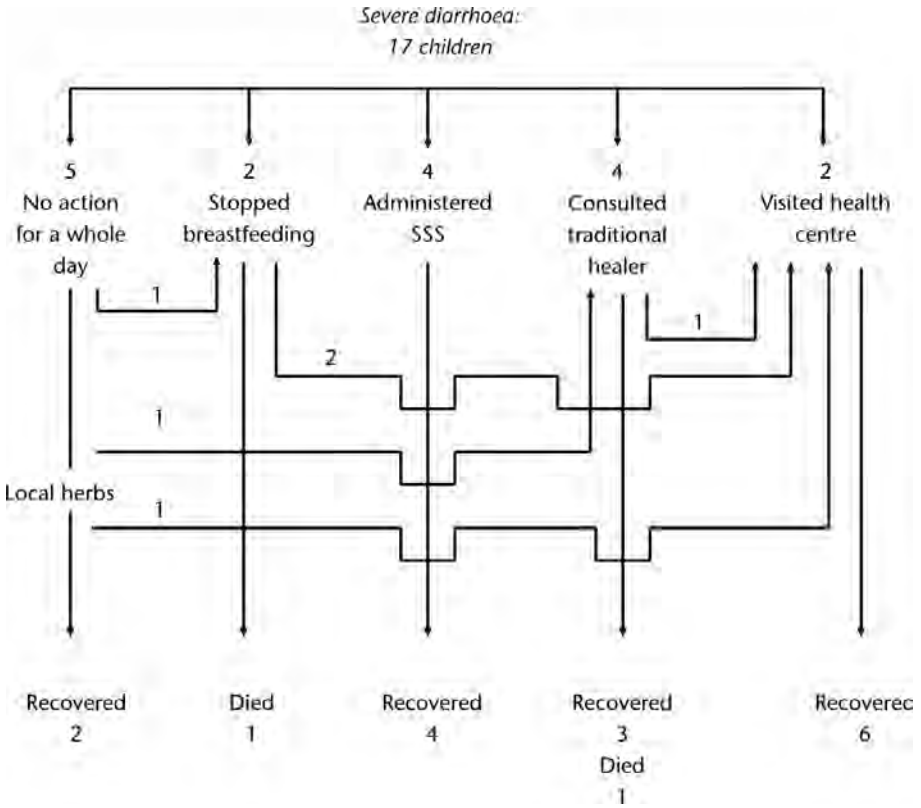 Severe diarrhoea:
17 children
5
No action
for a whole
day
2
Stopped
breastfeeding
4
Administered
SSS
4
Consulted
traditional
healer
2
Visited health
centre
1
1
2
1
Local herbs
1
Recovered
2
Died
1
Recovered
4
Recovered
3
Died
1
Recoverec
6